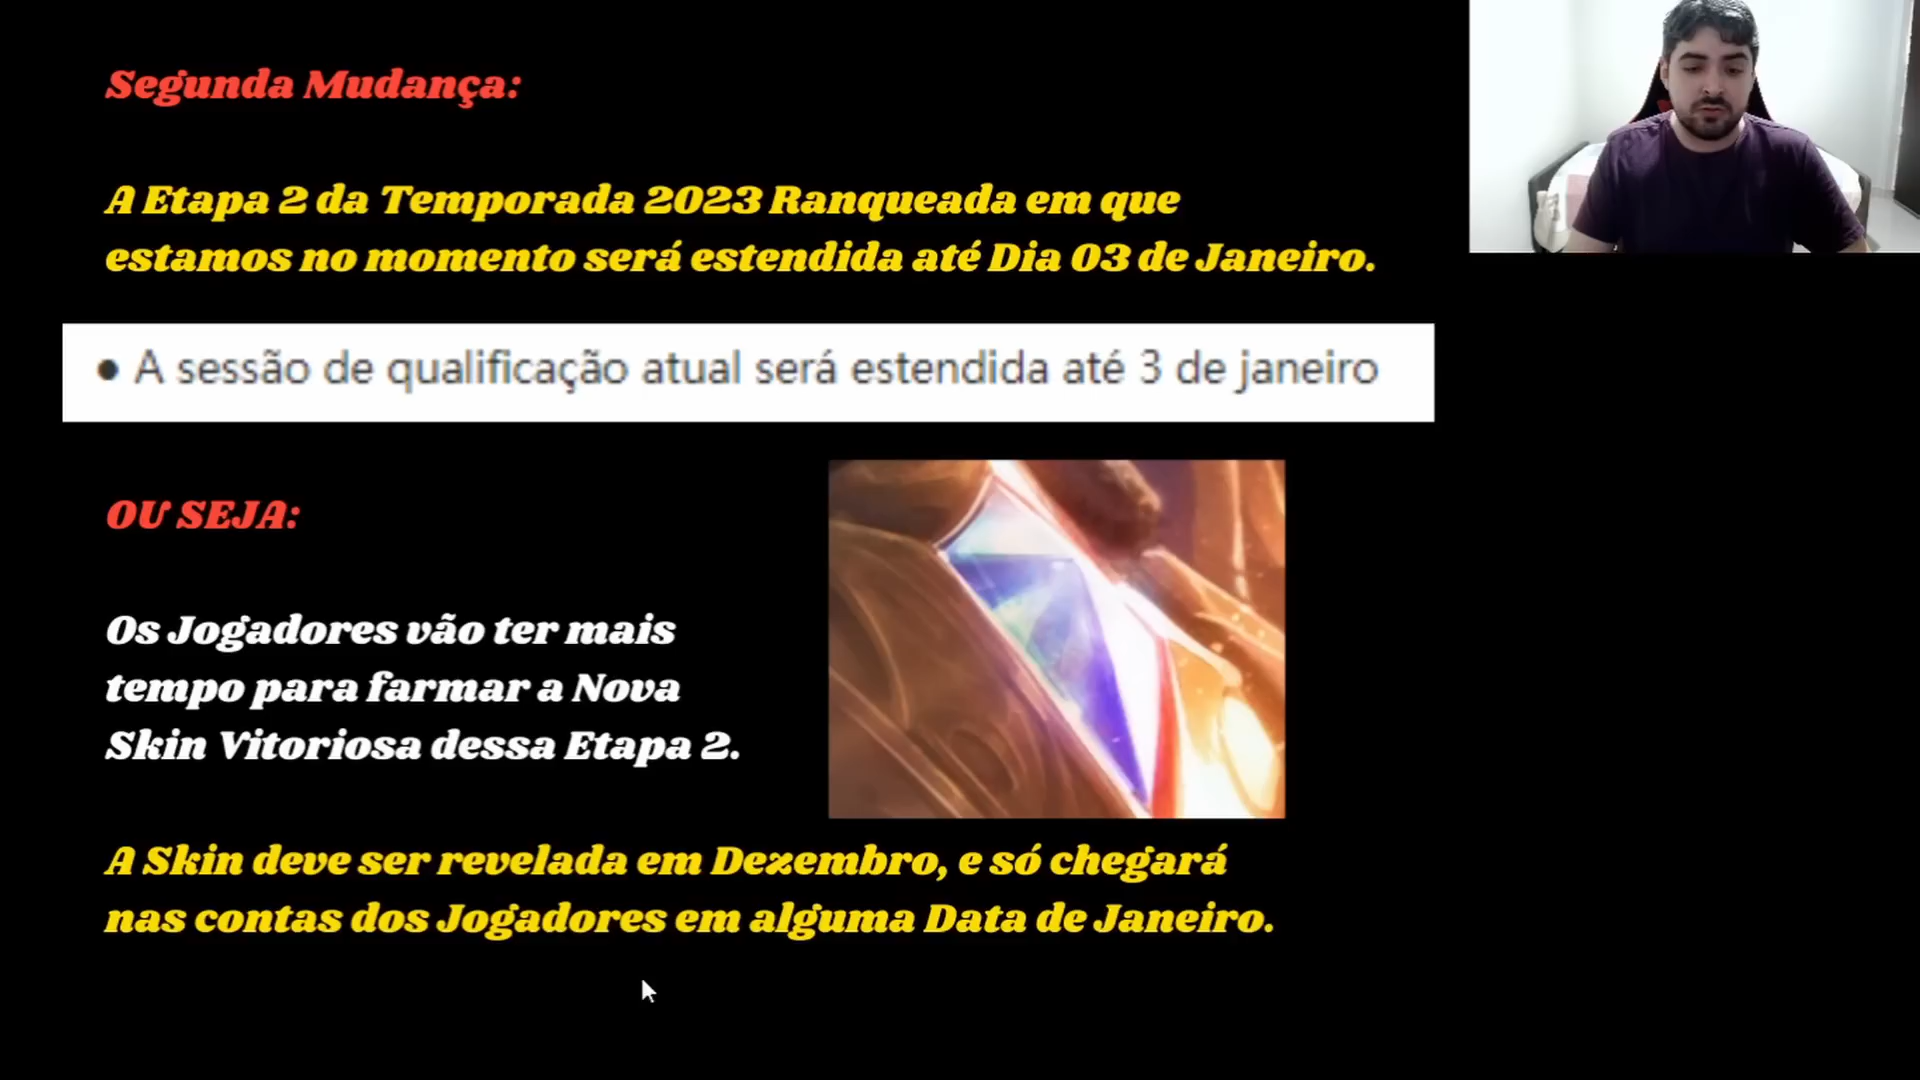 Segunda Mudança:
A Etapa 2 da Temporada 2023 Ranqueada em que
estamos no momento será estendida até Dia 03 de Janeiro.
● A sessão de qualificação atual será estendida até 3 de janeiro
OU SEJA:
Os Jogadores vão ter mais
tempo para farmar a Nova
Skin Vitoriosa dessa Etapa 2.
A Skin deve ser revelada em Dezembro, e só chegará
nas contas dos Jogadores em alguma Data de Janeiro.